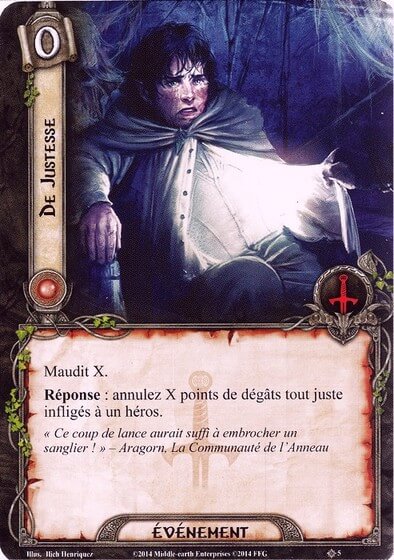 0
DE JUSTESSE
Maudit X.
Réponse : annulez X points de dégâts tout juste
infligés à un héros.
« Ce coup de lance aurait suffi à embrocher un
sanglier ! » – Aragorn, La Communauté de l'Anneau
ÉVÉNEMENT
Illus. Ilich Henriquez ©2014 Middle-earth Enterprises ©2014 FFG 5